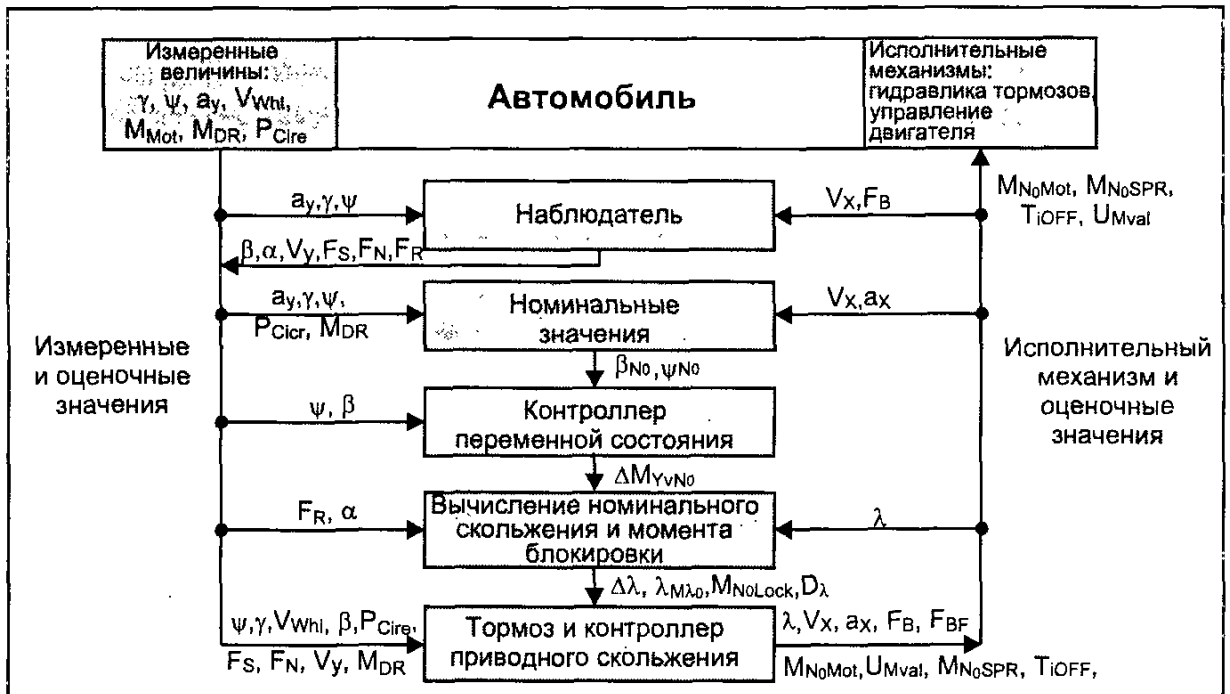 Измеренные
величины:
γ, ψ, aу, VWhl,
MMot, MDR, PCire
Автомобиль
Исполнительные
механизмы:
гидравлика тормозов,
управление
двигателя
MN0Mot, MN0SPR,
TiOFF, UMval
aу,γ,ψ
Наблюдатель
VX,FB
β,α,Vу,FS,FN,FR
aу,γ,ψ,
PCicr, MDR
Номинальные
значения
VX,aX
Измеренные
и оценочные
значения
Исполнительный
механизм и
оценочные
значения
βN0,ψN0
ψ, β
Контроллер
переменной состояния
ΔMYvN0
FR, α
Вычисление номинального
скольжения и момента
блокировки
λ
Δλ, λMλ0,MN0Lock,Dλ
ψ,γ,VWhl, β,PCire,
FS, FN, Vу, MDR
Тормоз и контроллер
приводного скольжения
λ,VX, aX, FB, FBF
MN0Mot,UMval, MN0SPR, TiOFF,